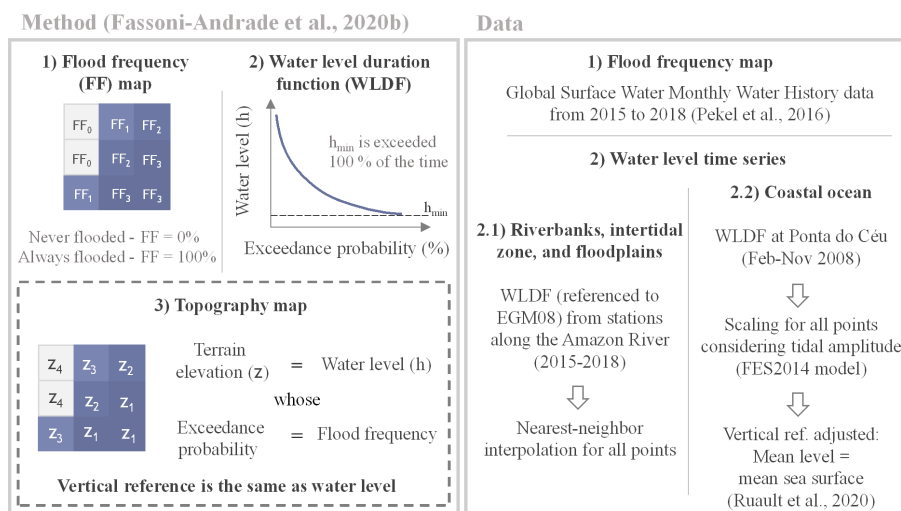 Method (Fassoni-Andrade et al., 2020b)
1) Flood frequency
(FF) map
FF0 FF1 FF2
FF0 FF2 FF3
FF1 FF3 FF3
Never flooded - FF = 0%
Always flooded - FF = 100%
2) Water level duration
function (WLDF)
Water level (h)
hmin is exceeded
100 % of the time
hmin
Exceedance probability (%)
3) Topography map
z4 z3 z2
z4 z2 z1
z3 z1 z1
Terrain
elevation (z) = Water level (h)
whose
Exceedance
probability = Flood frequency
Vertical reference is the same as water level
Data
1) Flood frequency map
Global Surface Water Monthly Water History data
from 2015 to 2018 (Pekel et al., 2016)
2) Water level time series
2.1) Riverbanks, intertidal
zone, and floodplains
WLDF (referenced to
EGM08) from stations
along the Amazon River
(2015-2018)
Nearest-neighbor
interpolation for all points
2.2) Coastal ocean
WLDF at Ponta do Céu
(Feb-Nov 2008)
Scaling for all points
considering tidal amplitude
(FES2014 model)
Vertical ref. adjusted:
Mean level =
mean sea surface
(Ruault et al., 2020)